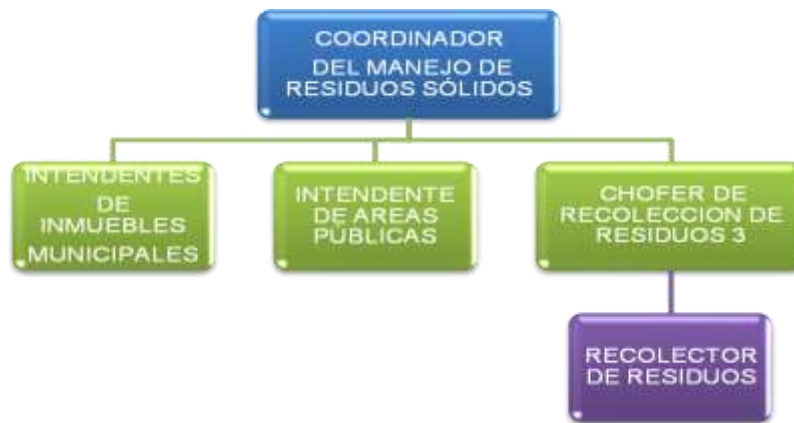 COORDINADOR
DEL MANEJO DE
RESIDUOS SÓLIDOS
INTENDENTES
DE
INMUEBLES
MUNICIPALES
INTENDENTE
DE AREAS
PÚBLICAS
CHOFER DE
RECOLECCION DE
RESIDUOS 3
RECOLECTOR
DE RESIDUOS